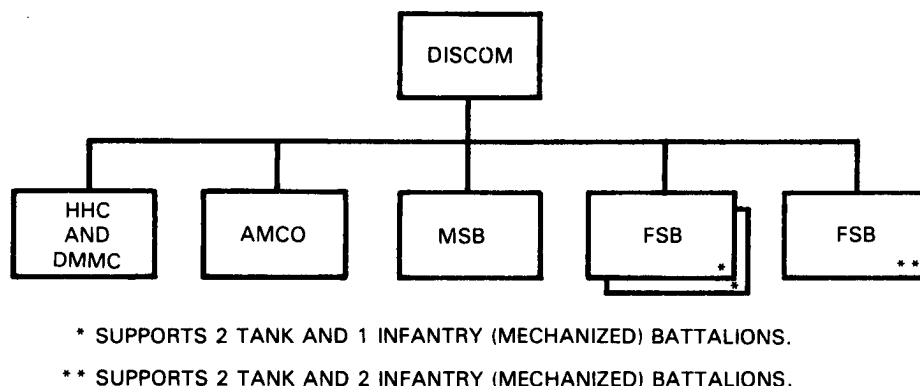 DISCOM
HHC
AND
DMMC
AMCO
MSB
FSB
*
*
FSB
**
* SUPPORTS 2 TANK AND 1 INFANTRY (MECHANIZED) BATTALIONS.
** SUPPORTS 2 TANK AND 2 INFANTRY (MECHANIZED) BATTALIONS.